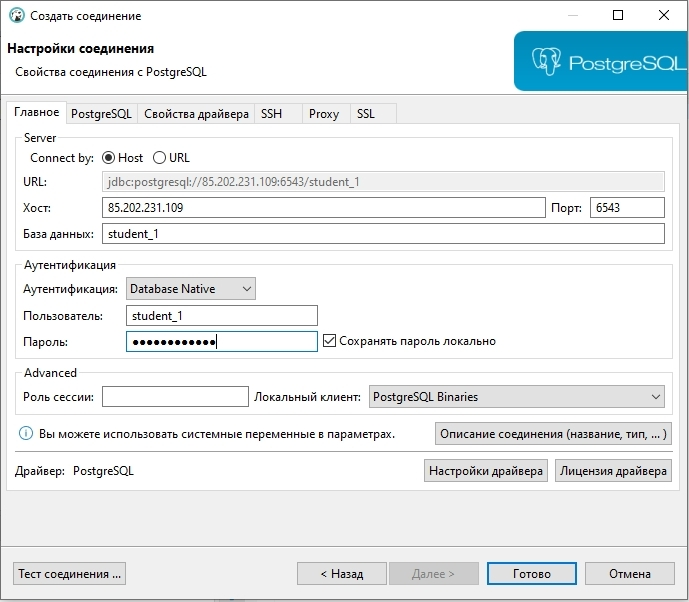 Создать соединение
Настройки соединения
Свойства соединения с PostgreSQL
PostgreSQL
Главное PostgreSQL Свойства драйвера SSH Proxy SSL
Server
Connect by: Host URL
URL: jdbc:postgresql://85.202.231.109:6543/student_1
Хост: 85.202.231.109 Порт: 6543
База данных: student_1
Аутентификация
Аутентификация: Database Native
Пользователь: student_1
Пароль: ●●●●●●●●●●●● Сохранять пароль локально
Advanced
Роль сессии: Локальный клиент: PostgreSQL Binaries
Вы можете использовать системные переменные в параметрах. Описание соединения (название, тип, ... )
Драйвер: PostgreSQL Настройки драйвера Лицензия драйвера
Тест соединения ... < Назад Далее > Готово Отмена